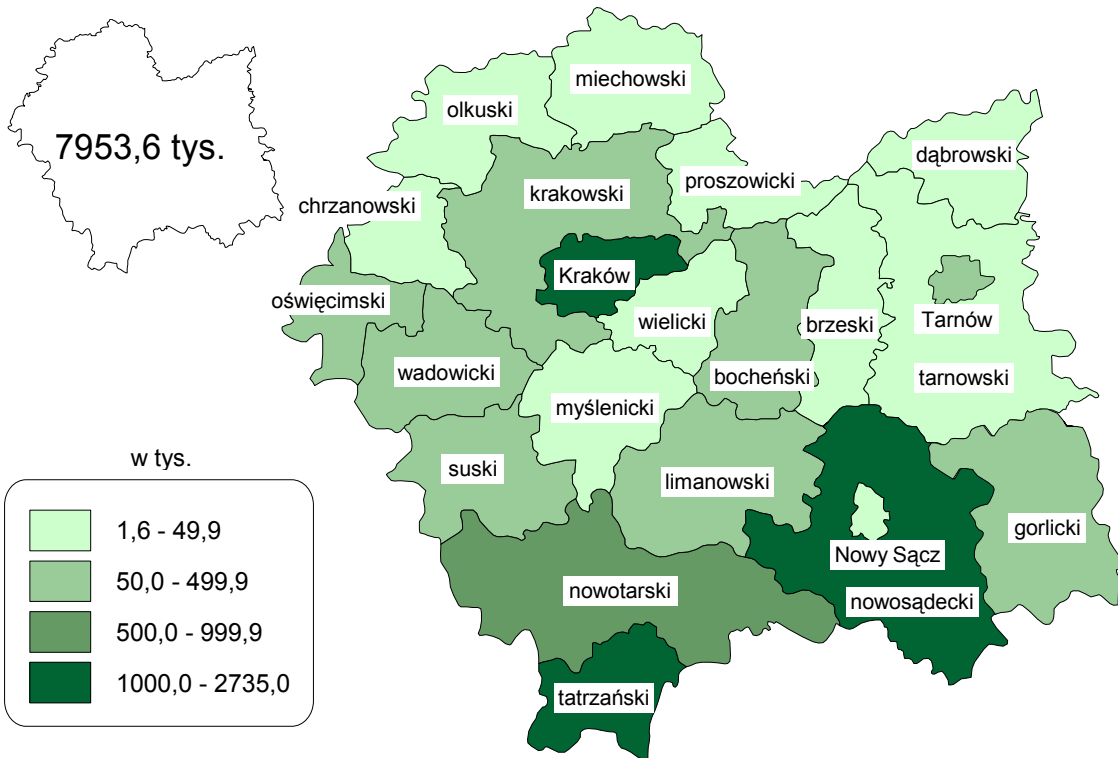 7953,6 tys.
miechowski
olkuski
dąbrowski
proszowicki
krakowski
chrzanowski
Kraków
oświęcimski
wielicki
brzeski
Tarnów
wadowicki
bocheński
tarnowski
myślenicki
suski
limanowski
gorlicki
Nowy Sącz
nowotarski
nowosądecki
tatrzański
w tys.
1,6 - 49,9
50,0 - 499,9
500,0 - 999,9
1000,0 - 2735,0